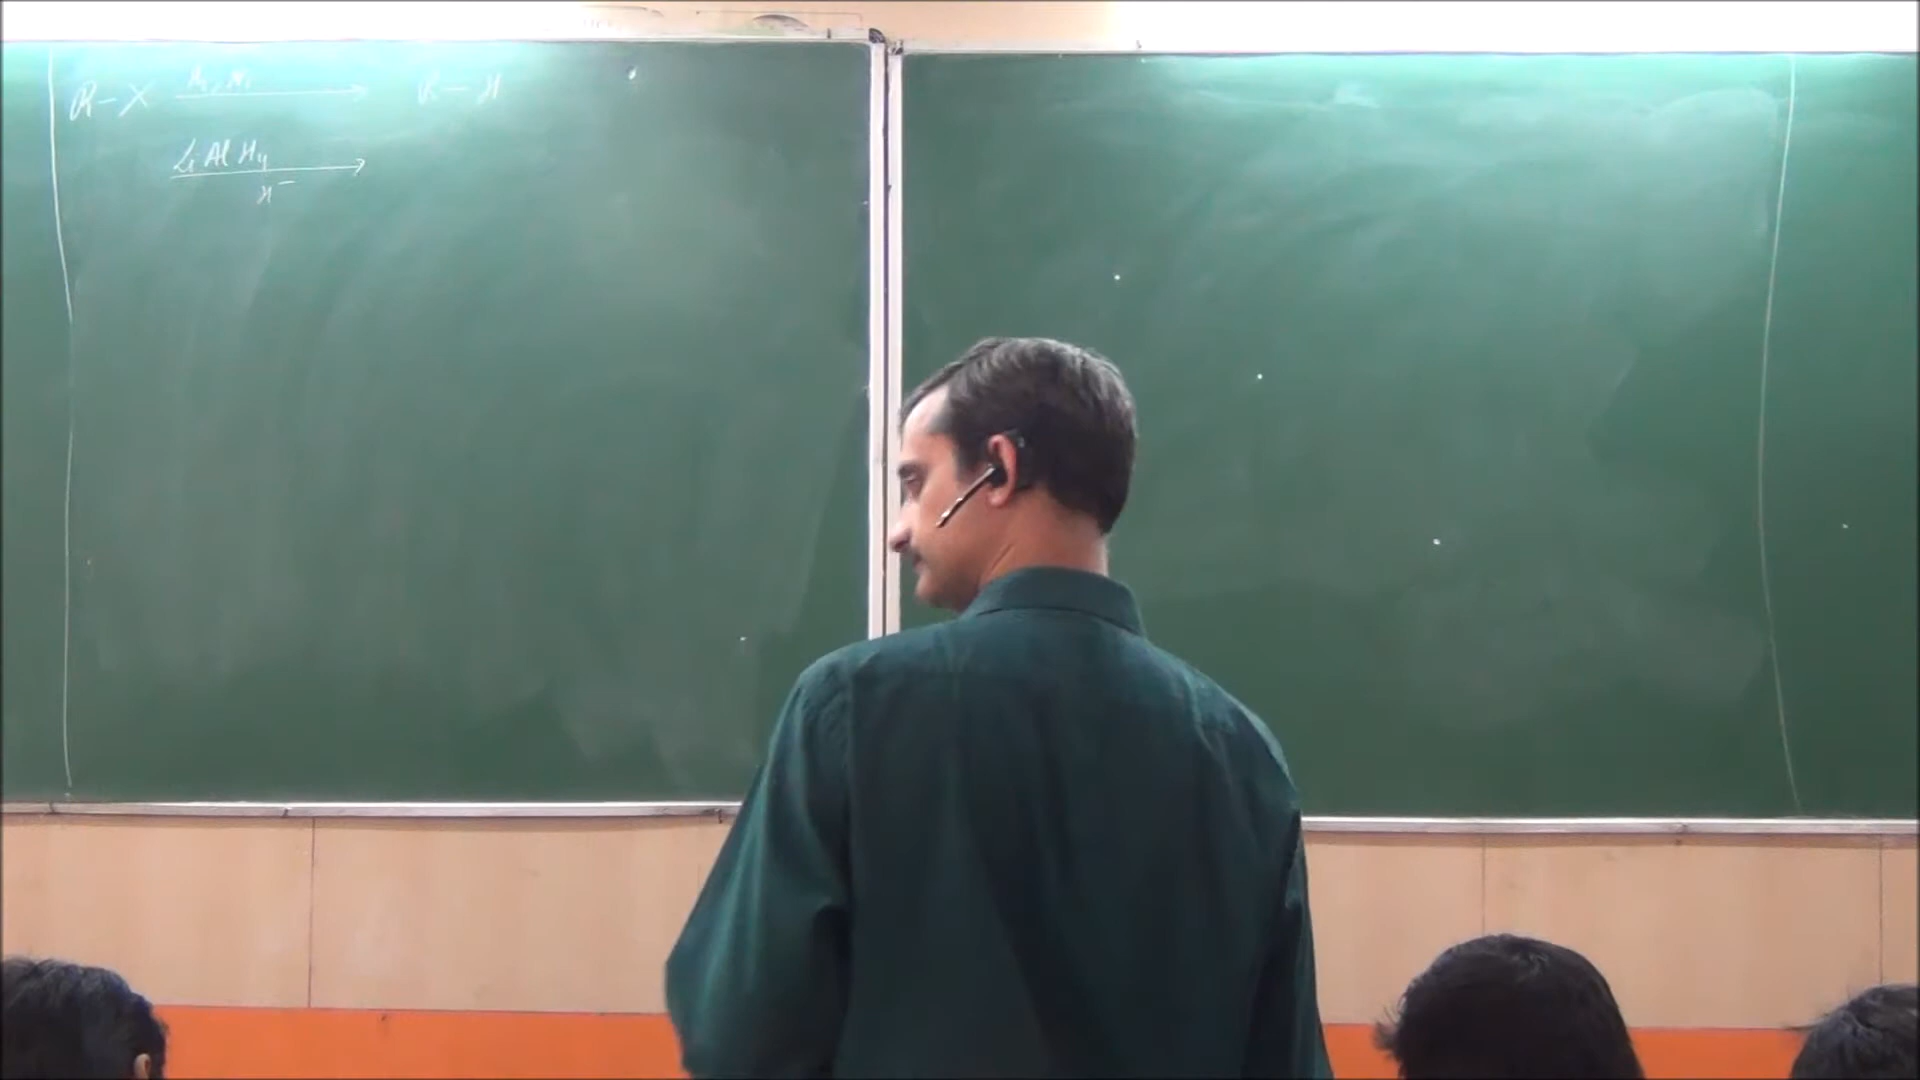 R-X H₂, Ni → R-H
LiAlH₄ →
H⁻